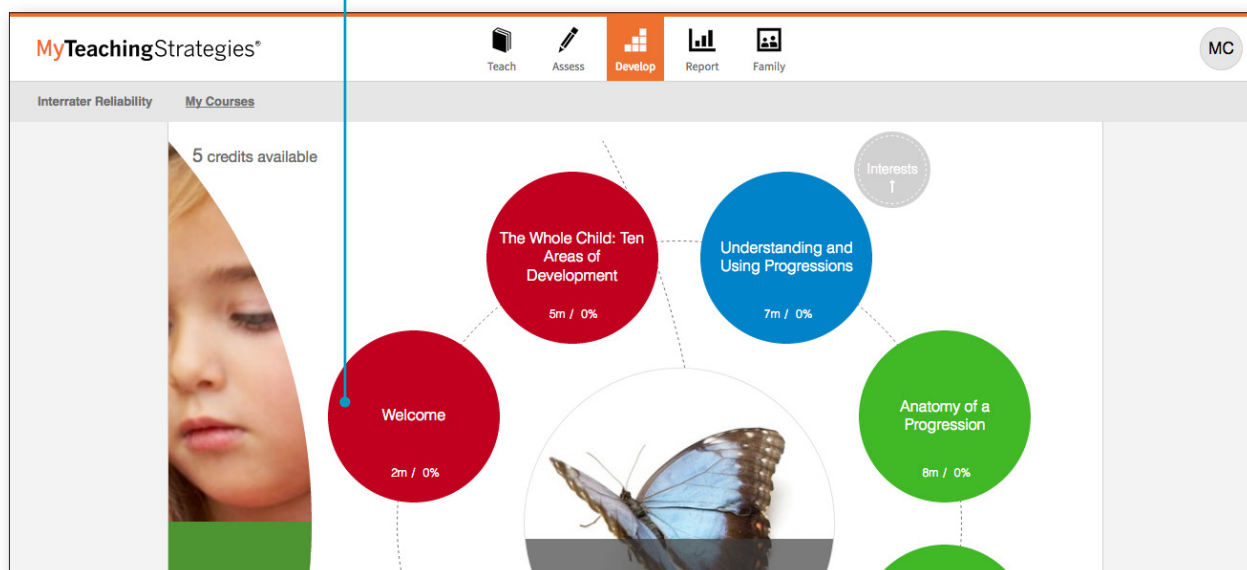 MyTeachingStrategies®
Teach
Assess
Develop
Report
Family
MC
Interrater Reliability
My Courses
5 credits available
Interests
↑
The Whole Child: Ten
Areas of
Development
5m / 0%
Understanding and
Using Progressions
7m / 0%
Welcome
2m / 0%
Anatomy of a
Progression
8m / 0%